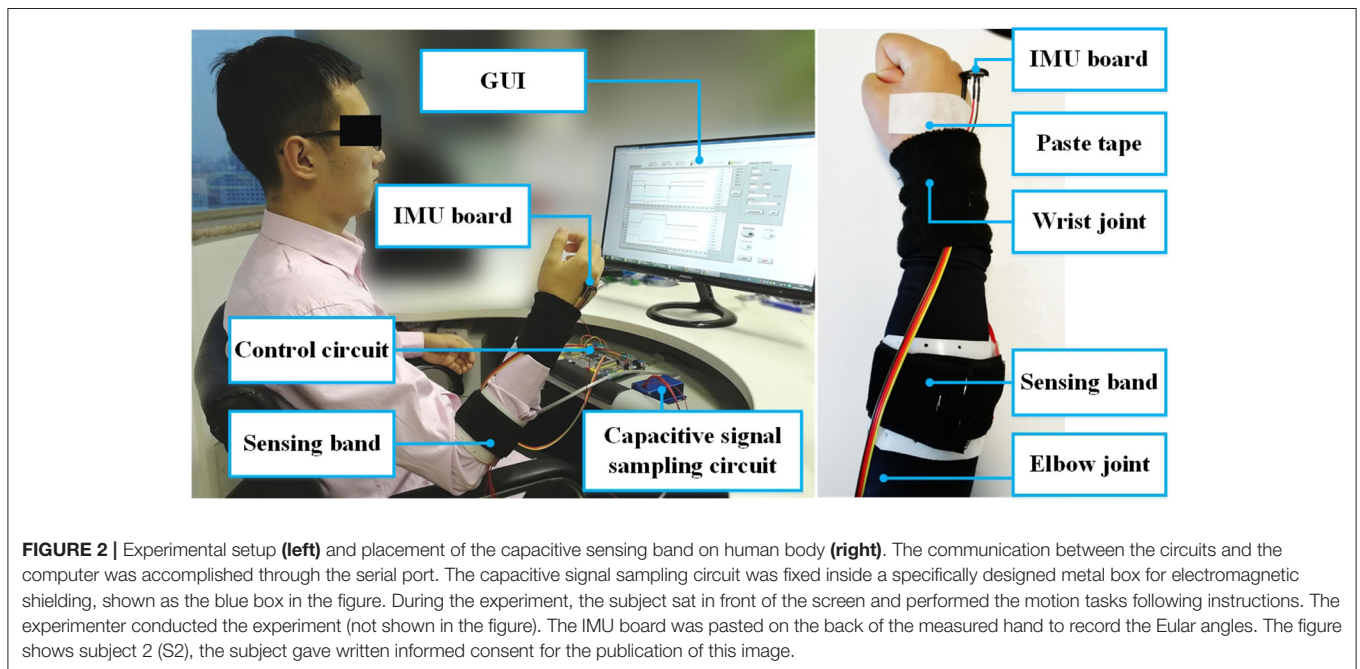 GUI
IMU board
Control circuit
Sensing band
Capacitive signal
sampling circuit
IMU board
Paste tape
Wrist joint
Sensing band
Elbow joint
FIGURE 2 | Experimental setup (left) and placement of the capacitive sensing band on human body (right). The communication between the circuits and the
computer was accomplished through the serial port. The capacitive signal sampling circuit was fixed inside a specifically designed metal box for electromagnetic
shielding, shown as the blue box in the figure. During the experiment, the subject sat in front of the screen and performed the motion tasks following instructions. The
experimenter conducted the experiment (not shown in the figure). The IMU board was pasted on the back of the measured hand to record the Eular angles. The figure
shows subject 2 (S2), the subject gave written informed consent for the publication of this image.